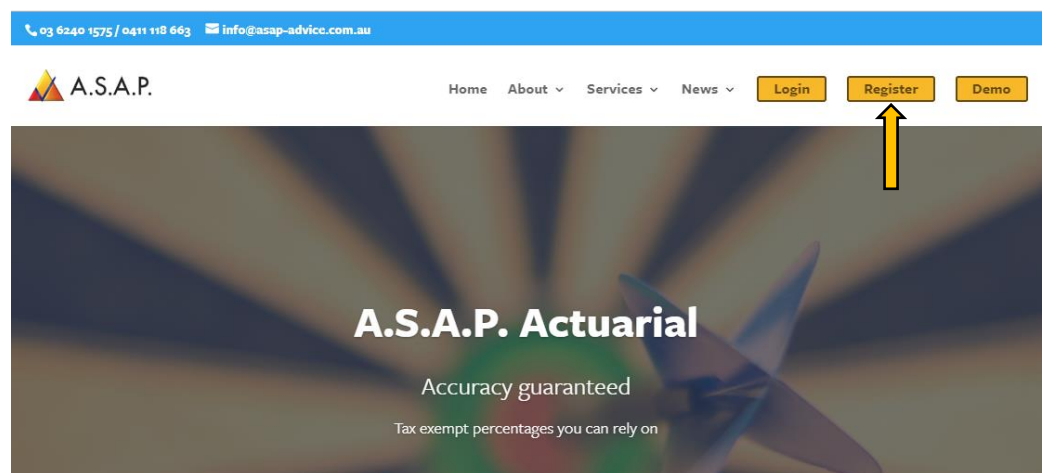 03 6240 1575 / 0411 118 663 info@asap-advice.com.au
A.S.A.P.
Home About Services News Login Register Demo
A.S.A.P. Actuarial
Accuracy guaranteed
Tax exempt percentages you can rely on